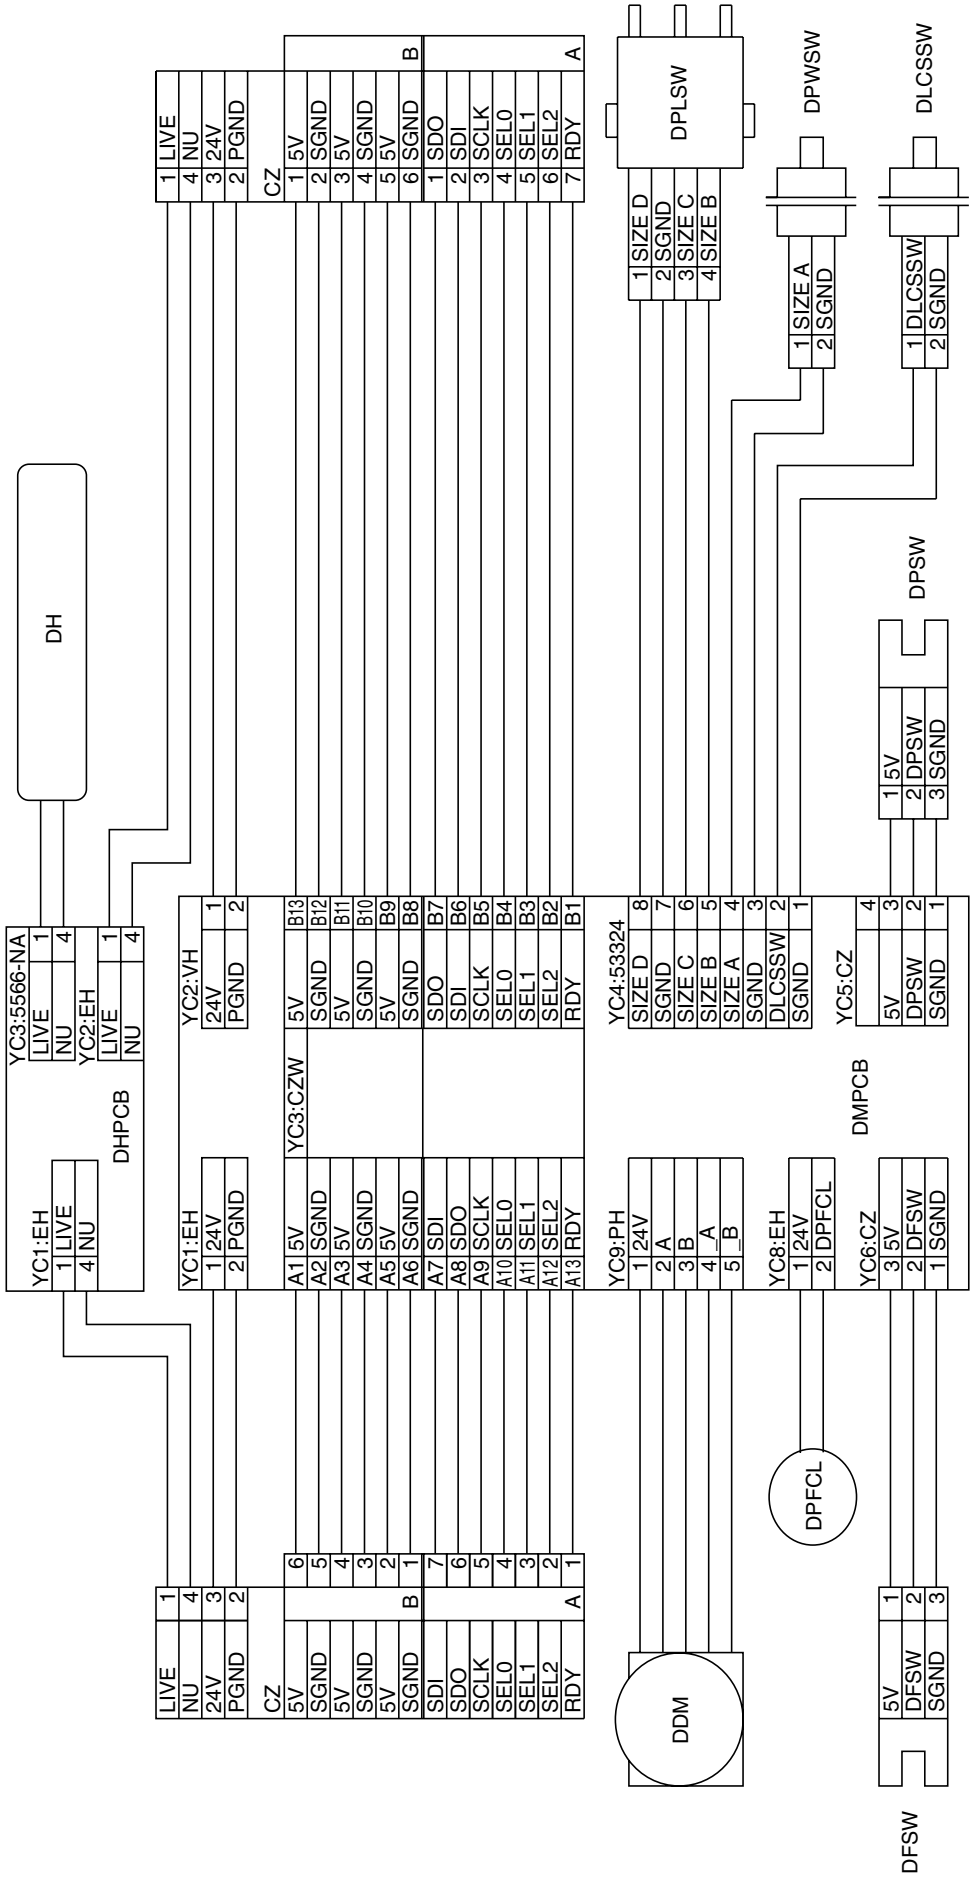 1 LIVE
4 NU
3 24V
2 PGND
CZ
1 5V
2 SGND
3 5V
4 SGND
5 5V
6 SGND
B
1 SDO
2 SDI
3 SCLK
4 SEL0
5 SEL1
6 SEL2
7 RDY
A
DPLSW
1 SIZE D
2 SGND
3 SIZE C
4 SIZE B
DPWSW
1 SIZE A
2 SGND
DLCSSW
1 DLCSSW
2 SGND
DH
DPSW
1 5V
2 DPSW
3 SGND
YC3:5566-NA
LIVE 1
NU 4
YC2:EH
LIVE 1
NU 4
DHPCB
YC1:EH
1 LIVE
4 NU
YC2:VH
24V 1
PGND 2
YC3:CZW
5V B13
SGND B12
5V B11
SGND B10
5V B9
SGND B8
SDO B7
SDI B6
SCLK B5
SEL0 B4
SEL1 B3
SEL2 B2
RDY B1
YC4:53324
SIZE D 8
SGND 7
SIZE C 6
SIZE B 5
SIZE A 4
SGND 3
DLCSSW 2
SGND 1
YC5:CZ
4
5V 3
DPSW 2
SGND 1
DMPCB
YC1:EH
1 24V
2 PGND
A1 5V
A2 SGND
A3 5V
A4 SGND
A5 5V
A6 SGND
A7 SDI
A8 SDO
A9 SCLK
A10 SEL0
A11 SEL1
A12 SEL2
A13 RDY
YC9:PH
1 24V
2 A
3 B
4 _A
5 _B
YC8:EH
1 24V
2 DPFCL
YC6:CZ
3 5V
2 DFSW
1 SGND
LIVE 1
NU 4
24V 3
PGND 2
CZ
5V 6
SGND 5
5V 4
SGND 3
5V 2
SGND 1
B
SDI 7
SDO 6
SCLK 5
SEL0 4
SEL1 3
SEL2 2
RDY 1
A
DDM
DPFCL
5V 1
DFSW 2
SGND 3
DFSW